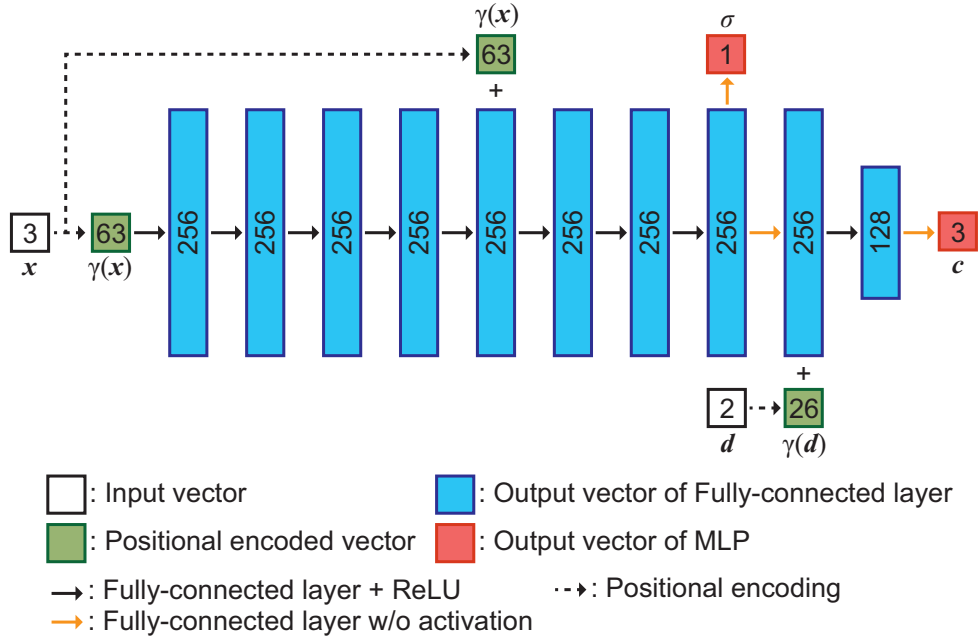 γ(x)
63
+
σ
1
3
x
63
γ(x)
256
256
256
256
256
256
256
256
256
128
3
c
+
2
d
26
γ(d)
: Input vector
: Output vector of Fully-connected layer
: Positional encoded vector
: Output vector of MLP
: Fully-connected layer + ReLU
: Positional encoding
: Fully-connected layer w/o activation